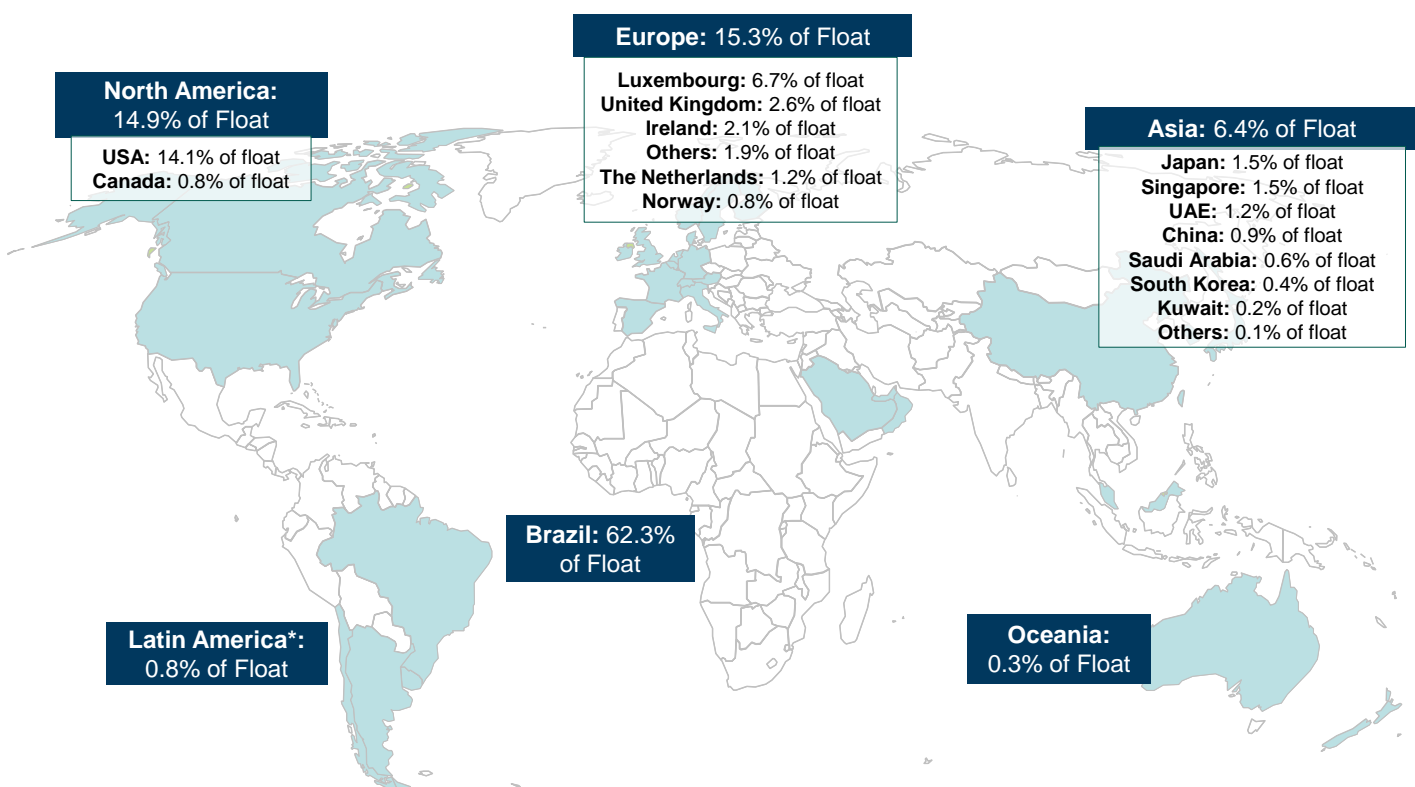 Europe: 15.3% of Float
Luxembourg: 6.7% of float
United Kingdom: 2.6% of float
Ireland: 2.1% of float
Others: 1.9% of float
The Netherlands: 1.2% of float
Norway: 0.8% of float
North America:
14.9% of Float
USA: 14.1% of float
Canada: 0.8% of float
Asia: 6.4% of Float
Japan: 1.5% of float
Singapore: 1.5% of float
UAE: 1.2% of float
China: 0.9% of float
Saudi Arabia: 0.6% of float
South Korea: 0.4% of float
Kuwait: 0.2% of float
Others: 0.1% of float
Brazil: 62.3%
of Float
Latin America*:
0.8% of Float
Oceania:
0.3% of Float